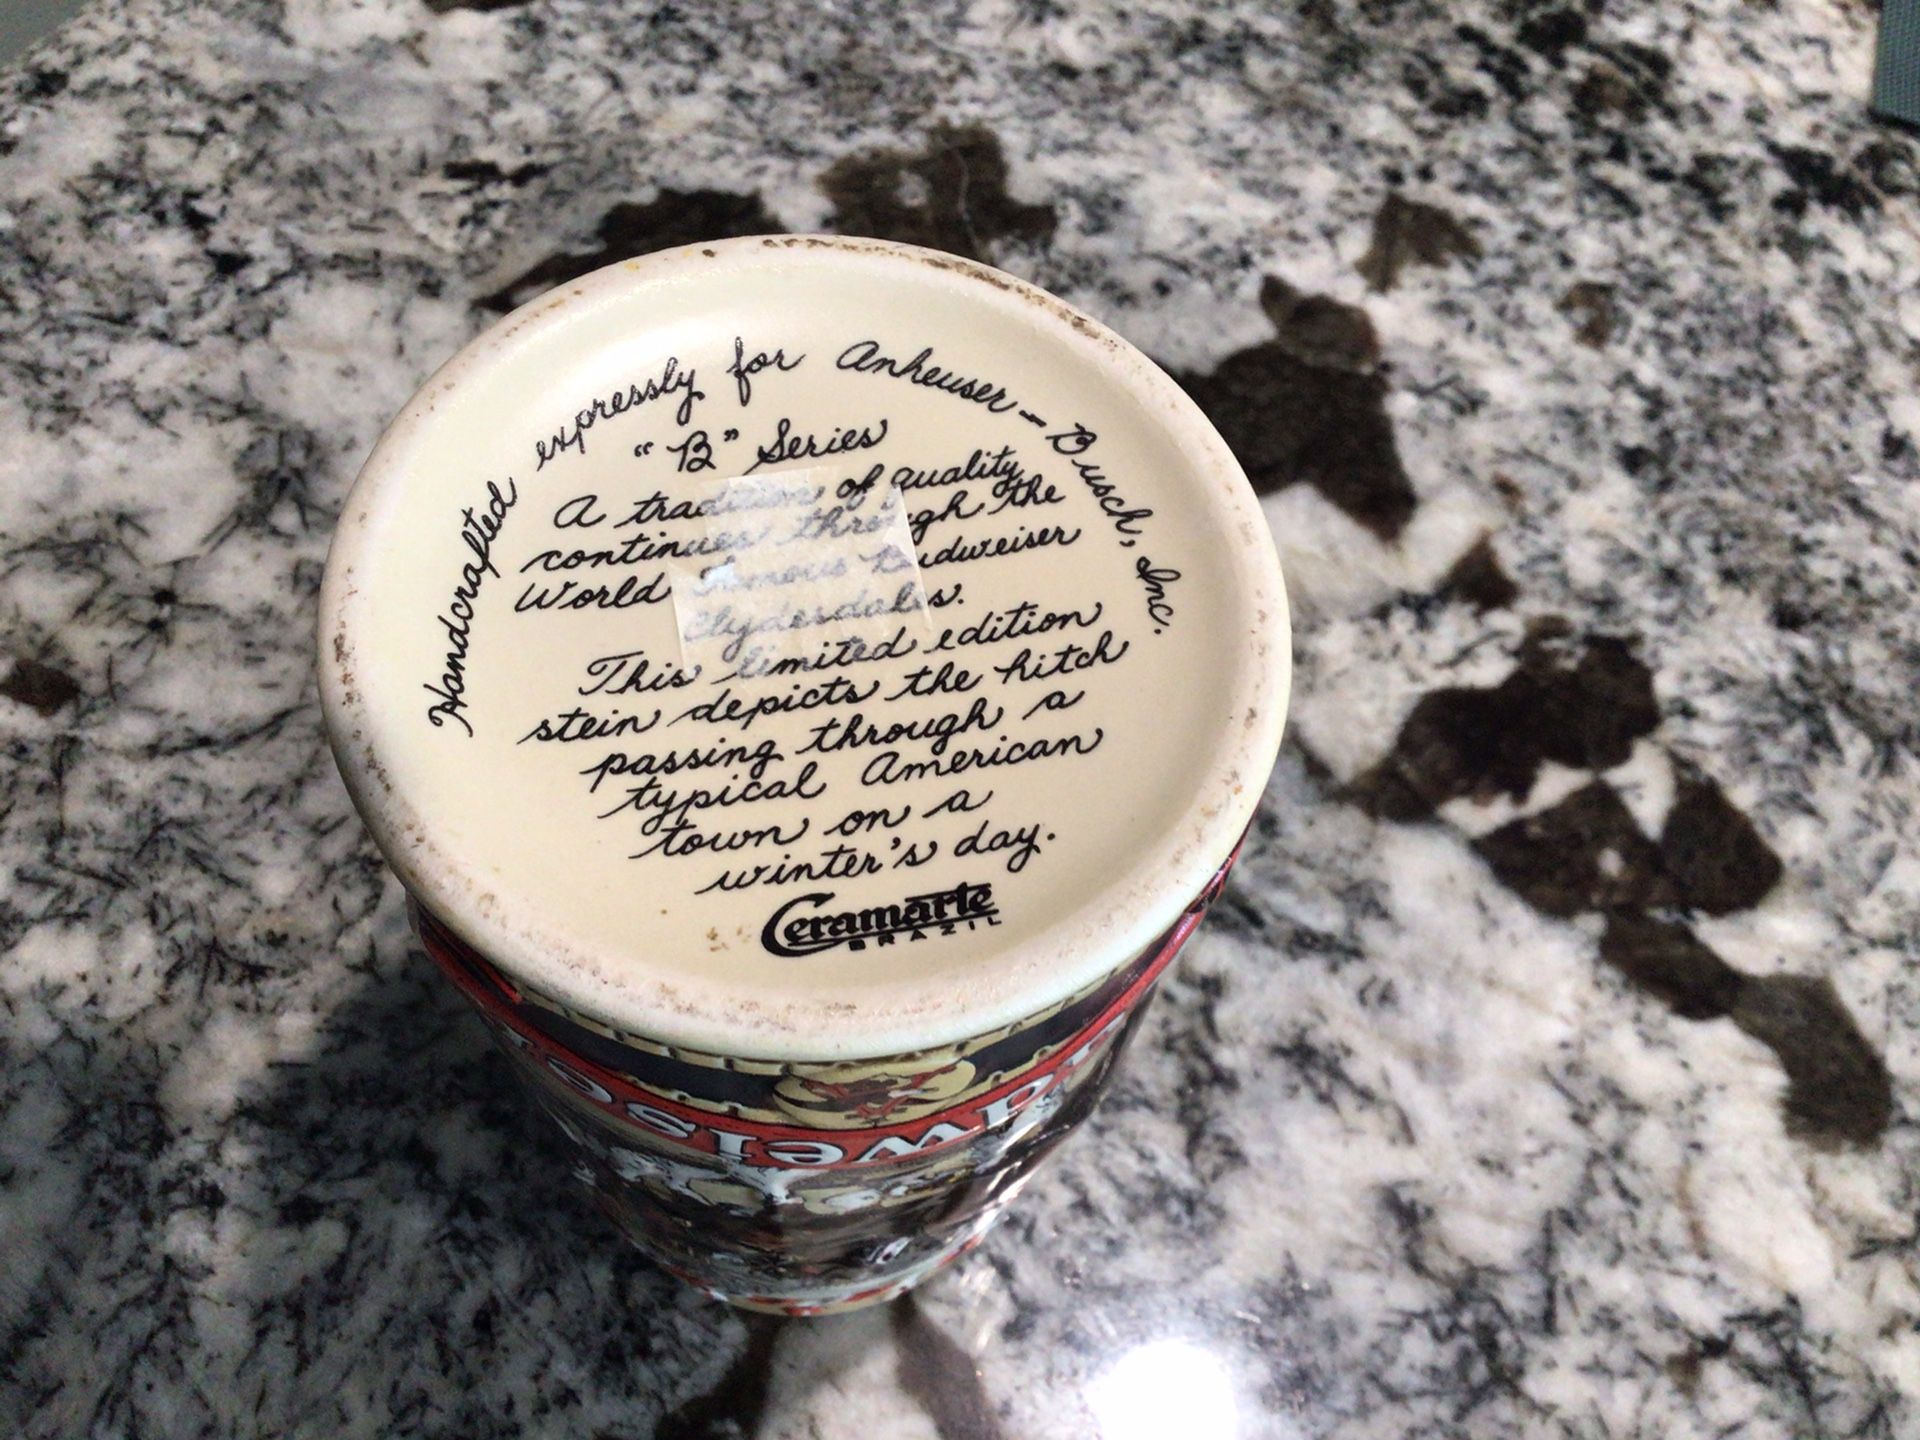 Handcrafted expressly for Anheuser-Busch, Inc.
"B" Series
A tradition of quality
continues through the
World Famous Budweiser
Clydesdales.
This limited edition
stein depicts the hitch
passing through a
typical American
town on a
winter's day.
Ceramarte
BRAZIL